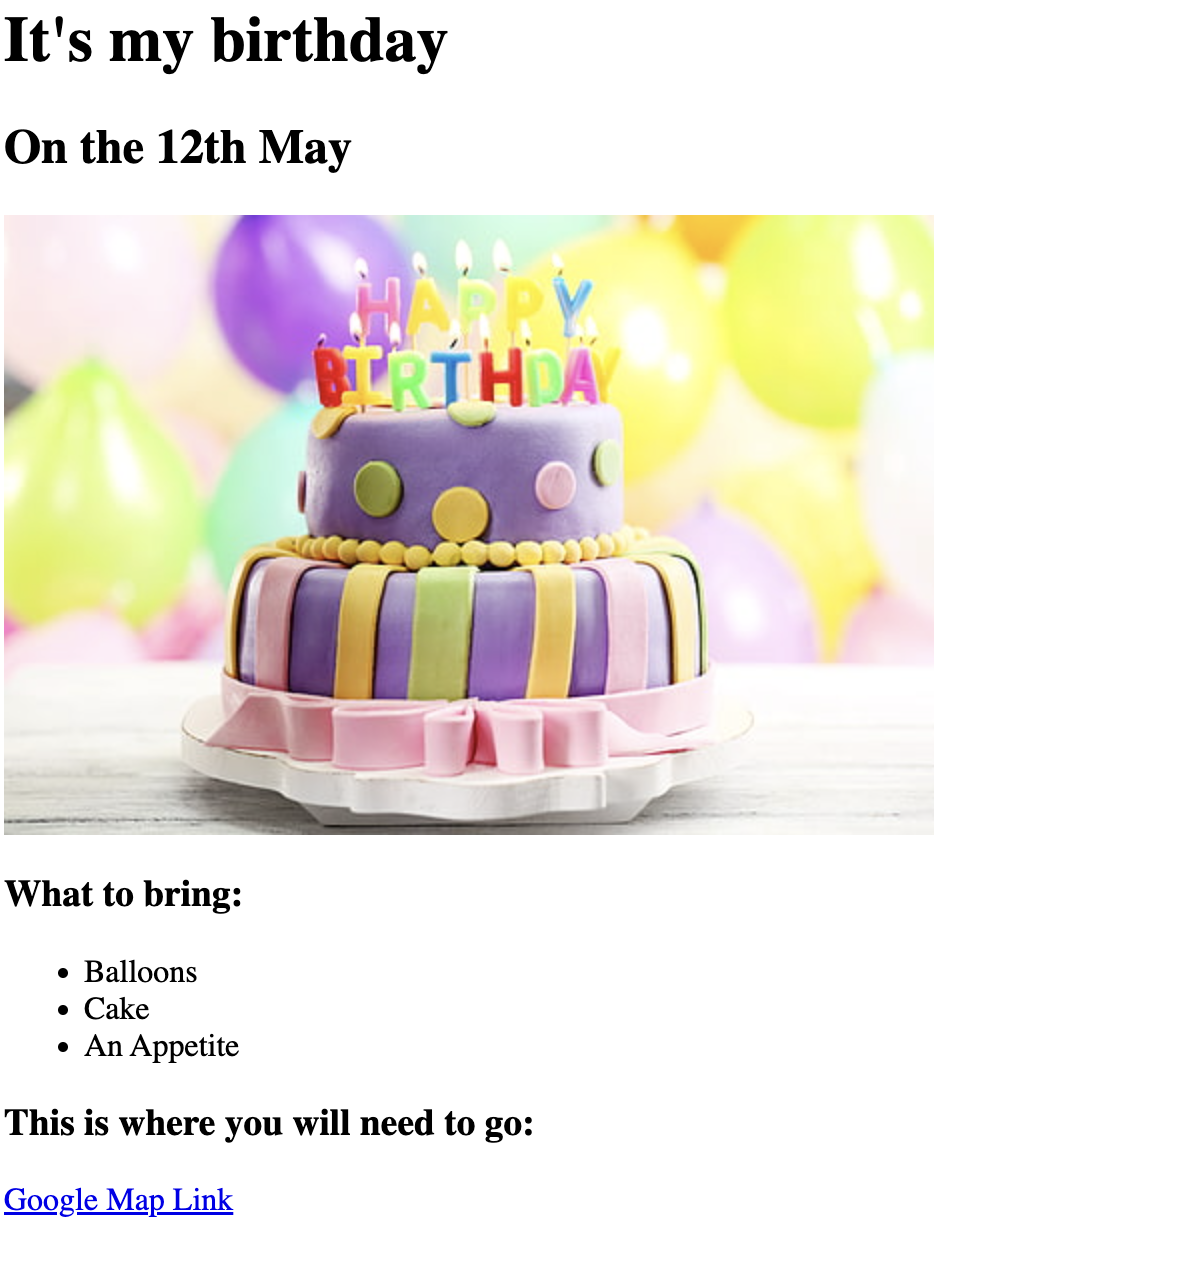 It's my birthday
On the 12th May
HAPPY
BIRTHDAY
What to bring:
Balloons
Cake
An Appetite
This is where you will need to go:
Google Map Link